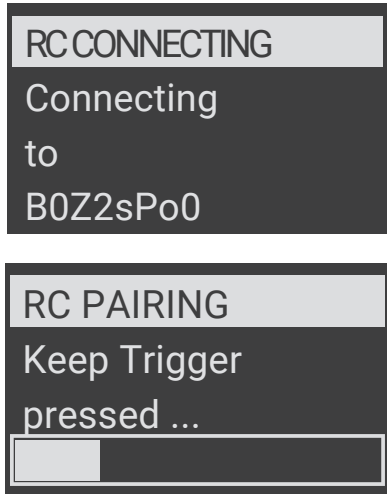 RC CONNECTING
Connecting
to
B0Z2sPo0
RC PAIRING
Keep Trigger
pressed ...